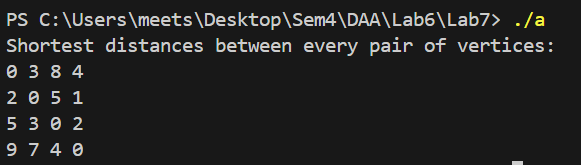 PS C:\Users\meets\Desktop\Sem4\DAA\Lab6\Lab7> ./a
Shortest distances between every pair of vertices:
0 3 8 4
2 0 5 1
5 3 0 2
9 7 4 0